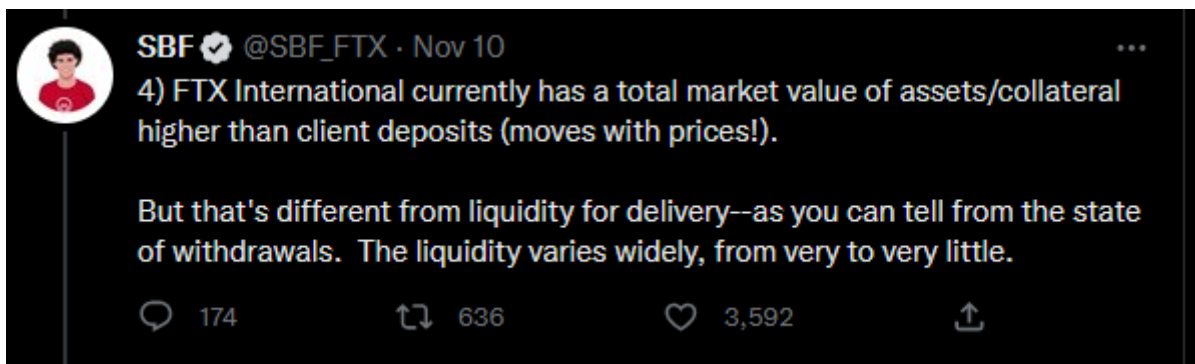 SBF @SBF_FTX · Nov 10
4) FTX International currently has a total market value of assets/collateral
higher than client deposits (moves with prices!).
But that's different from liquidity for delivery--as you can tell from the state
of withdrawals.  The liquidity varies widely, from very to very little.
174 636 3,592